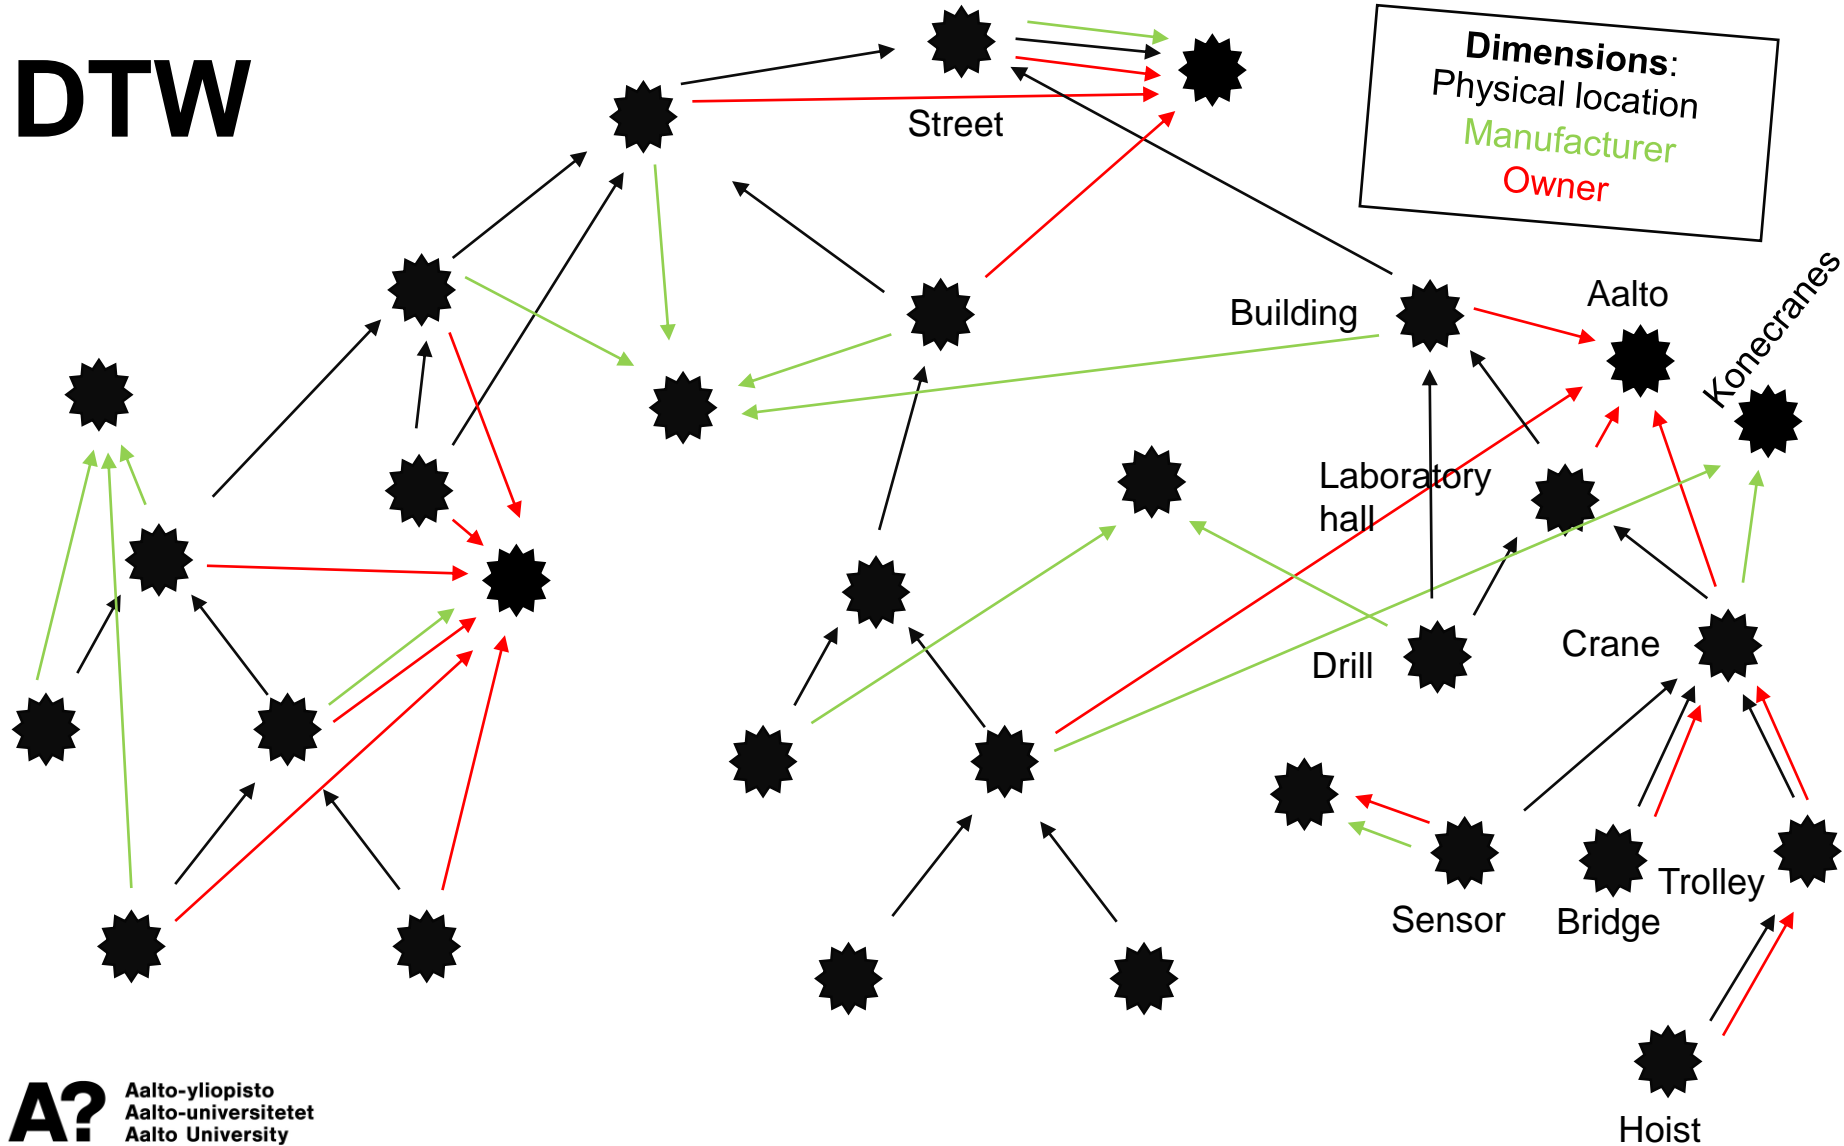 DTW
Dimensions:
Physical location
Manufacturer
Owner
Street
Building
Aalto
Konecranes
Laboratory
hall
Drill
Crane
Sensor
Bridge
Trolley
Hoist
A?
Aalto-yliopisto
Aalto-universitetet
Aalto University